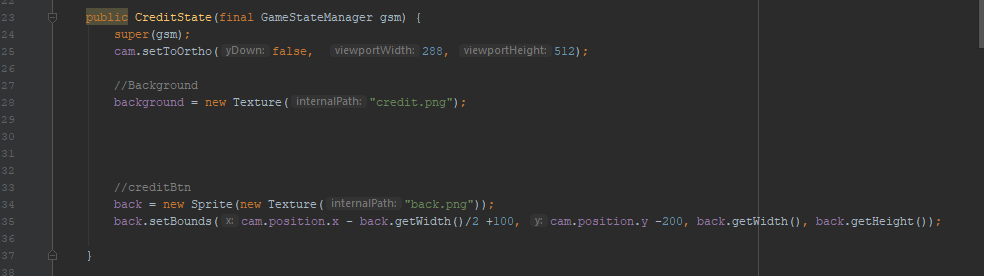 23 public CreditState(final GameStateManager gsm) {
24 super(gsm);
25 cam.setToOrtho( yDown: false, viewportWidth: 288, viewportHeight: 512);
26
27 //Background
28 background = new Texture( internalPath: "credit.png");
29
30
31
32
33 //creditBtn
34 back = new Sprite(new Texture( internalPath: "back.png"));
35 back.setBounds( x: cam.position.x - back.getWidth()/2 +100, y: cam.position.y -200, back.getWidth(), back.getHeight());
36
37 }
38